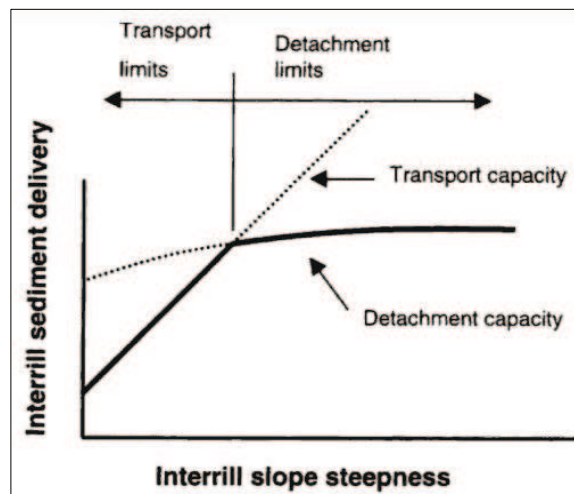 Transport
limits
Detachment
limits
Transport capacity
Detachment capacity
Interrill sediment delivery
Interrill slope steepness